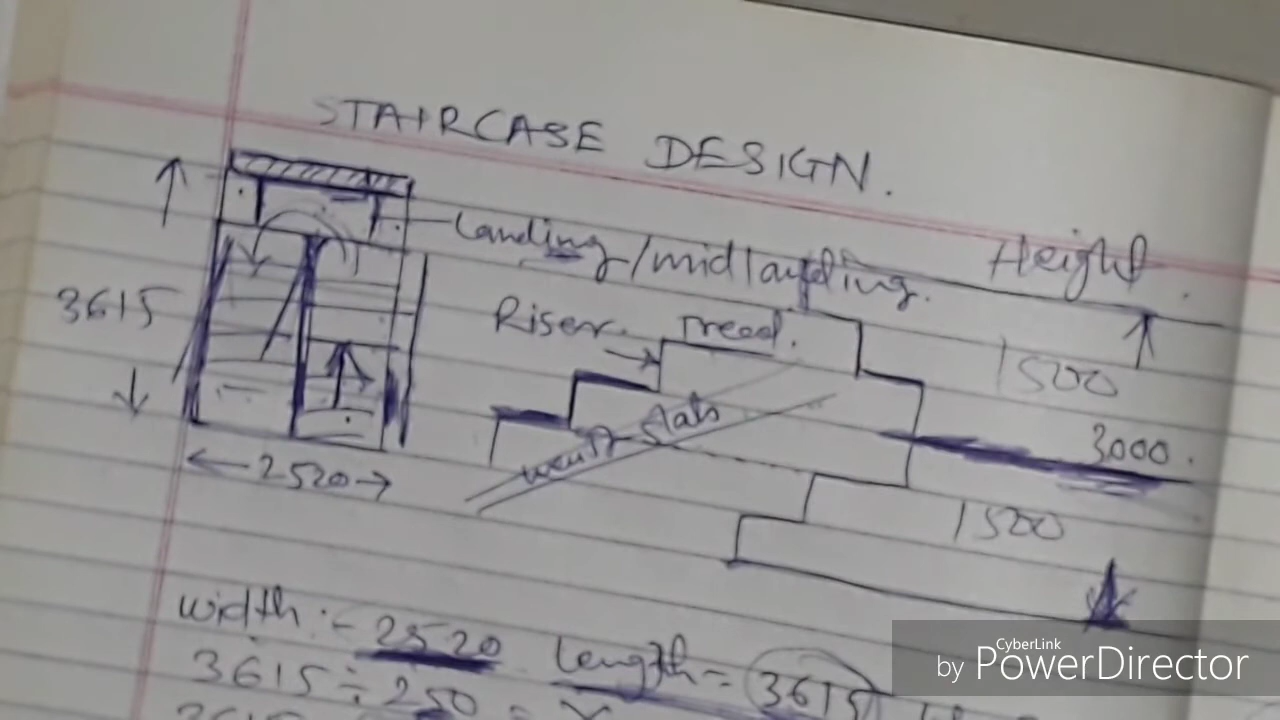 STAIRCASE DESIGN.
Landing/midlanding.
Height.
3615
Riser.
Tread.
1500
3000.
slab
2520
1500
width :- 2520 Length = 3615
3615 ÷ 250 =
CyberLink
by PowerDirector